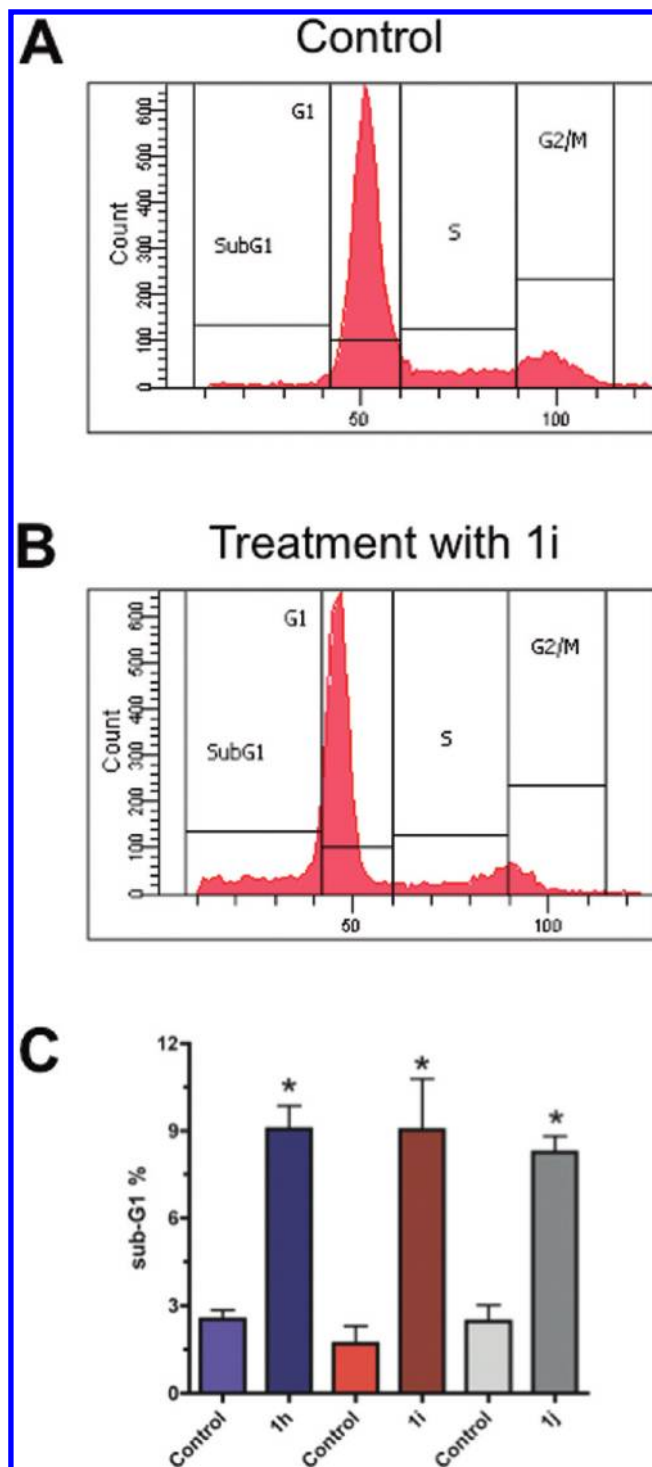 A
Control
600
500
400
300
200
100
0
Count
SubG1
G1
S
G2/M
50
100
B
Treatment with 1i
600
500
400
300
200
100
0
Count
SubG1
G1
S
G2/M
50
100
C
12
9
6
3
0
sub-G1 %
*
*
*
Control
1h
Control
1i
Control
1j